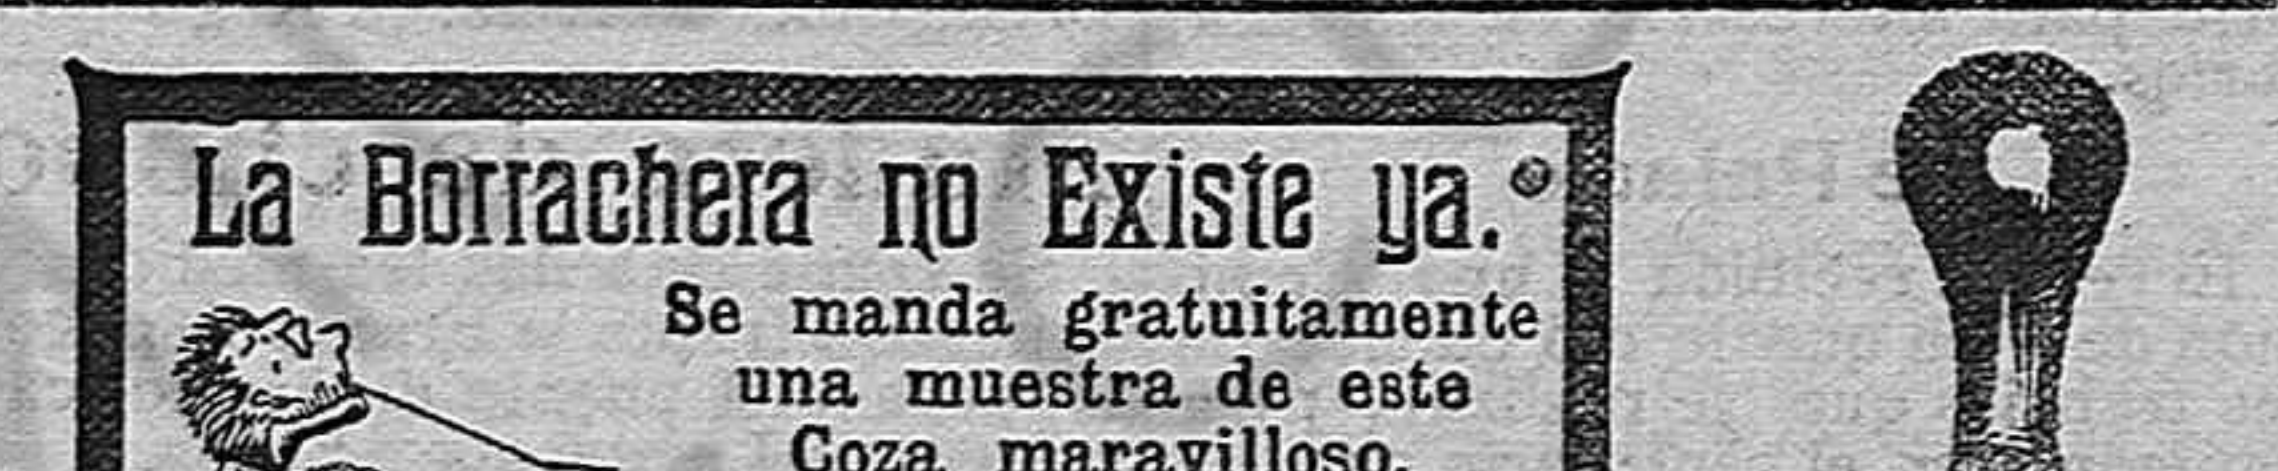 La Borrachera no Existe ya.
Se manda gratuitamente
una muestra de este
Coza maravilloso.